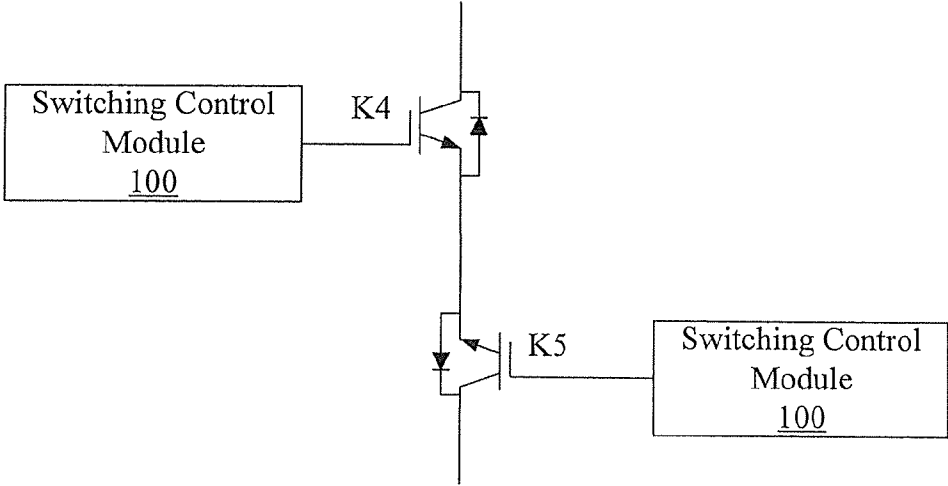 Switching Control
Module
100
K4
K5
Switching Control
Module
100